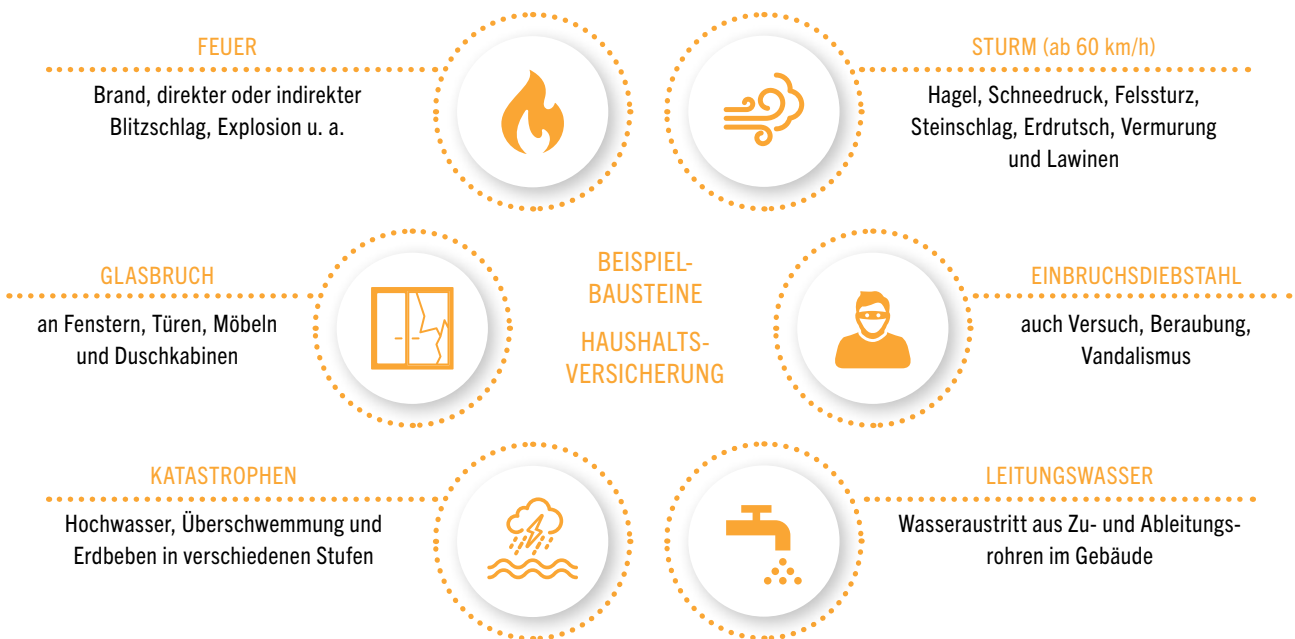 FEUER
Brand, direkter oder indirekter
Blitzschlag, Explosion u. a.
STURM (ab 60 km/h)
Hagel, Schneedruck, Felssturz,
Steinschlag, Erdrutsch, Vermurung
und Lawinen
GLASBRUCH
an Fenstern, Türen, Möbeln
und Duschkabinen
BEISPIEL-
BAUSTEINE
HAUSHALTS-
VERSICHERUNG
EINBRUCHSDIEBSTAHL
auch Versuch, Beraubung,
Vandalismus
KATASTROPHEN
Hochwasser, Überschwemmung und
Erdbeben in verschiedenen Stufen
LEITUNGSWASSER
Wasseraustritt aus Zu- und Ableitungs-
rohren im Gebäude